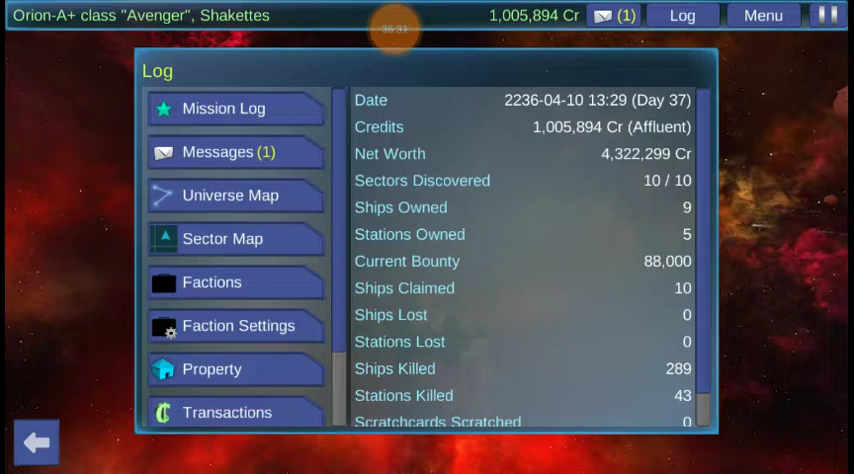 Orion-A+ class "Avenger", Shakettes
1,005,894 Cr
(1)
Log
Menu
36:31
Log
Mission Log
Messages (1)
Universe Map
Sector Map
Factions
Faction Settings
Property
Transactions
Date 2236-04-10 13:29 (Day 37)
Credits 1,005,894 Cr (Affluent)
Net Worth 4,322,299 Cr
Sectors Discovered 10 / 10
Ships Owned 9
Stations Owned 5
Current Bounty 88,000
Ships Claimed 10
Ships Lost 0
Stations Lost 0
Ships Killed 289
Stations Killed 43
Scratchcards Scratched 0